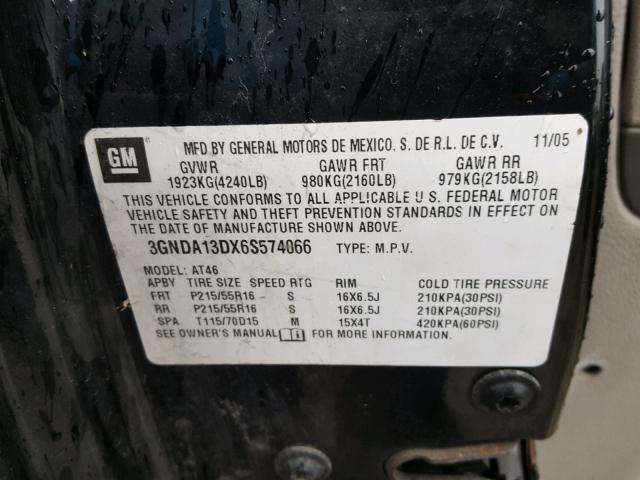 GM
MFD BY GENERAL MOTORS DE MEXICO, S. DE R.L. DE C.V. 11/05
GVWR GAWR FRT GAWR RR
1923KG(4240LB) 980KG(2160LB) 979KG(2158LB)
THIS VEHICLE CONFORMS TO ALL APPLICABLE U.S. FEDERAL MOTOR
VEHICLE SAFETY AND THEFT PREVENTION STANDARDS IN EFFECT ON
THE DATE OF MANUFACTURE SHOWN ABOVE.
3GNDA13DX6S574066 TYPE: M.P.V.
MODEL: AT46
APBY TIRE SIZE SPEED RTG RIM COLD TIRE PRESSURE
FRT P215/55R16 S 16X6.5J 210KPA(30PSI)
RR P215/55R16 S 16X6.5J 210KPA(30PSI)
SPA T115/70D15 M 15X4T 420KPA(60PSI)
SEE OWNER'S MANUAL FOR MORE INFORMATION.